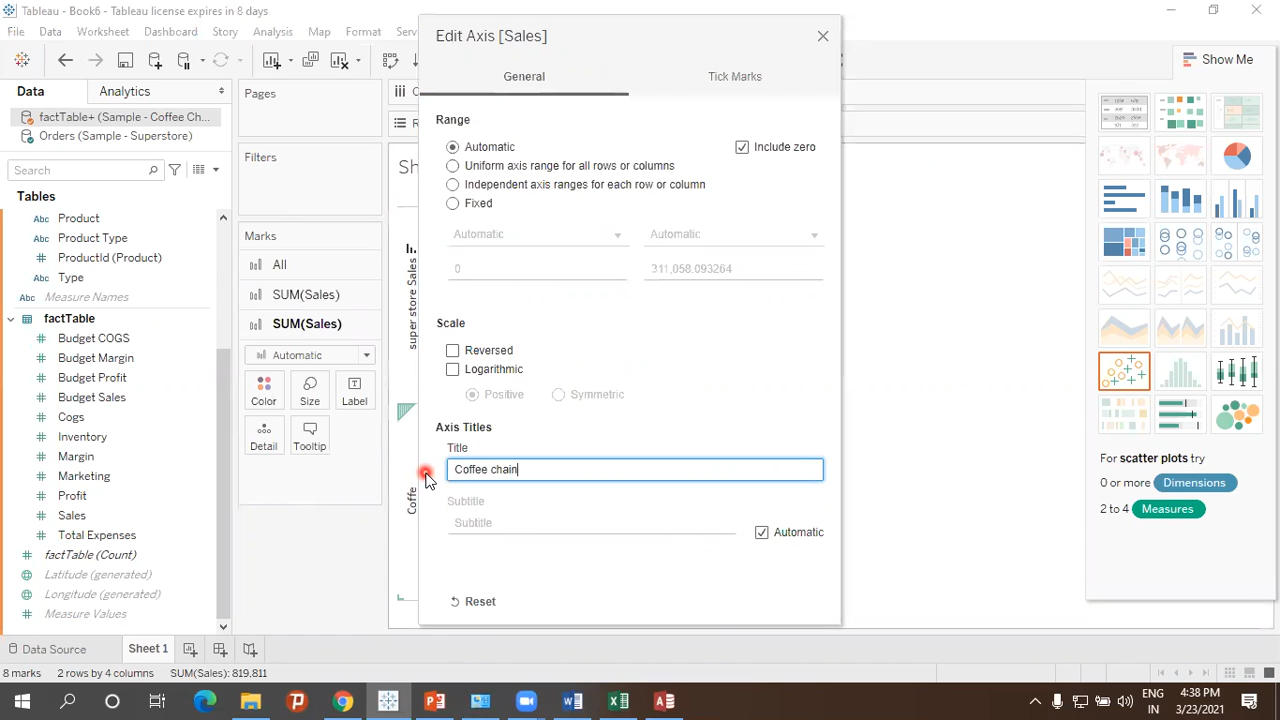 Tableau - Book6 - Tableau license expires in 8 days
File Data Worksheet Dashboard Story Analysis Map Format
Edit Axis [Sales]
General Tick Marks
Show Me
Data Analytics
factTable+ (Sample - Coffee Ch...
Orders (Sample - Superstore)
Search
Tables
Abc Product
Abc Product Type
Abc ProductId (Product)
Abc Type
Abc Measure Names
factTable
# Budget COGS
# Budget Margin
# Budget Profit
# Budget Sales
# Cogs
# Inventory
# Margin
# Marketing
# Profit
# Sales
# Total Expenses
# factTable (Count)
Latitude (generated)
Longitude (generated)
# Measure Values
Pages
Filters
Marks
All
SUM(Sales)
SUM(Sales)
Automatic
Color Size Label
Detail Tooltip
super store Sales
Coffe
Range
Automatic Include zero
Uniform axis range for all rows or columns
Independent axis ranges for each row or column
Fixed
Automatic Automatic
0 311,058.093264
Scale
Reversed
Logarithmic
Positive Symmetric
Axis Titles
Title
Coffee chain
Subtitle
Subtitle Automatic
Reset
For scatter plots try
0 or more Dimensions
2 to 4 Measures
Data Source Sheet 1
8 marks 2 rows by 4 columns SUM(Sales): 819.811
ENG
IN
4:38 PM
3/23/2021